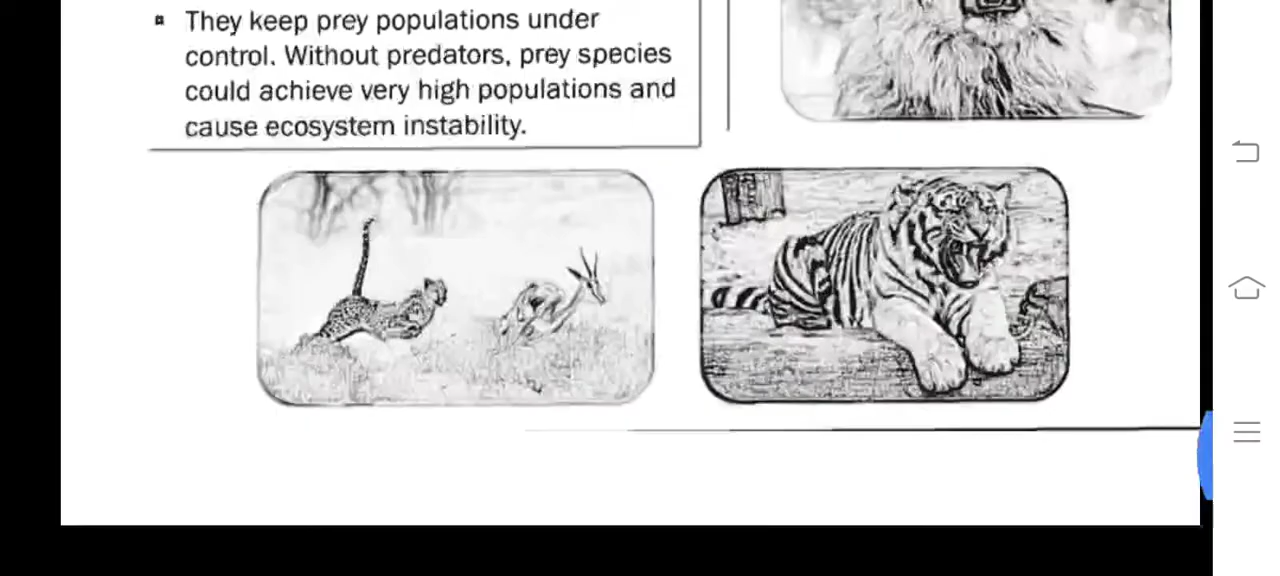 ▫ They keep prey populations under
control. Without predators, prey species
could achieve very high populations and
cause ecosystem instability.